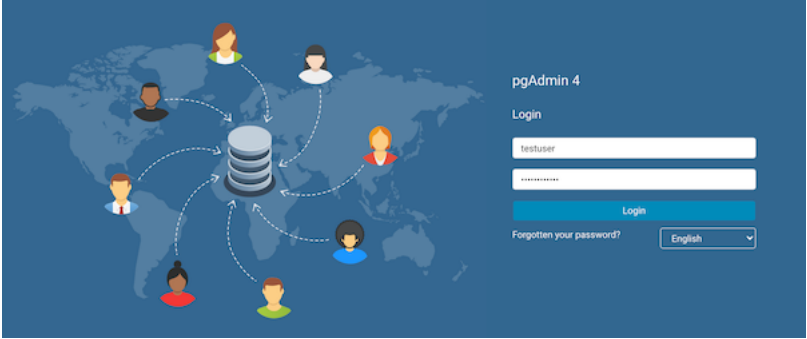 pgAdmin 4
Login
testuser
••••••••••••
Login
Forgotten your password?
English